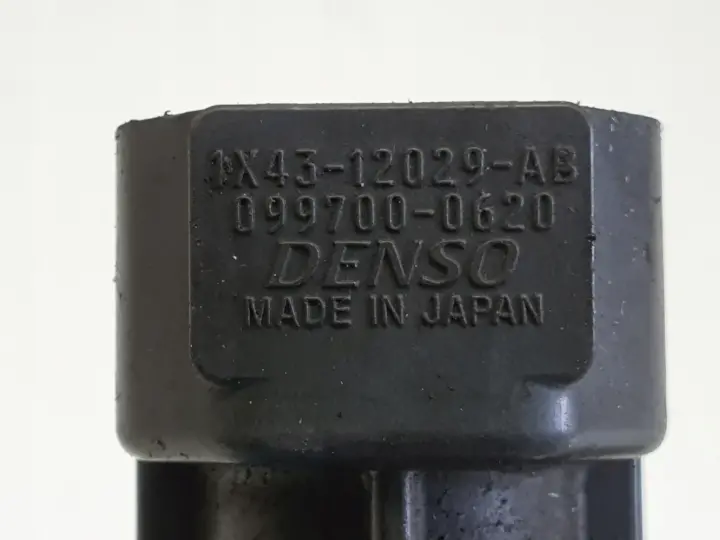 1X43-12029-AB
099700-0620
DENSO
MADE IN JAPAN